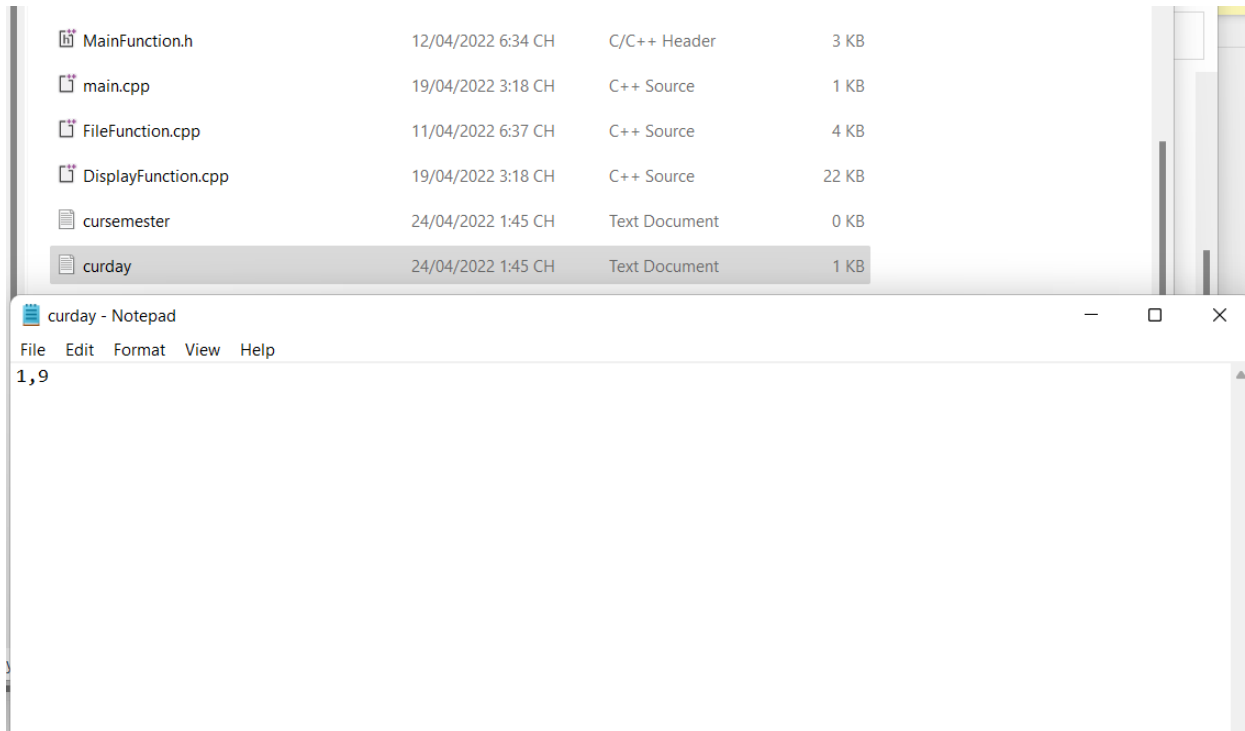 MainFunction.h 12/04/2022 6:34 CH C/C++ Header 3 KB
main.cpp 19/04/2022 3:18 CH C++ Source 1 KB
FileFunction.cpp 11/04/2022 6:37 CH C++ Source 4 KB
DisplayFunction.cpp 19/04/2022 3:18 CH C++ Source 22 KB
cursemester 24/04/2022 1:45 CH Text Document 0 KB
curday 24/04/2022 1:45 CH Text Document 1 KB
curday - Notepad
File Edit Format View Help
1,9